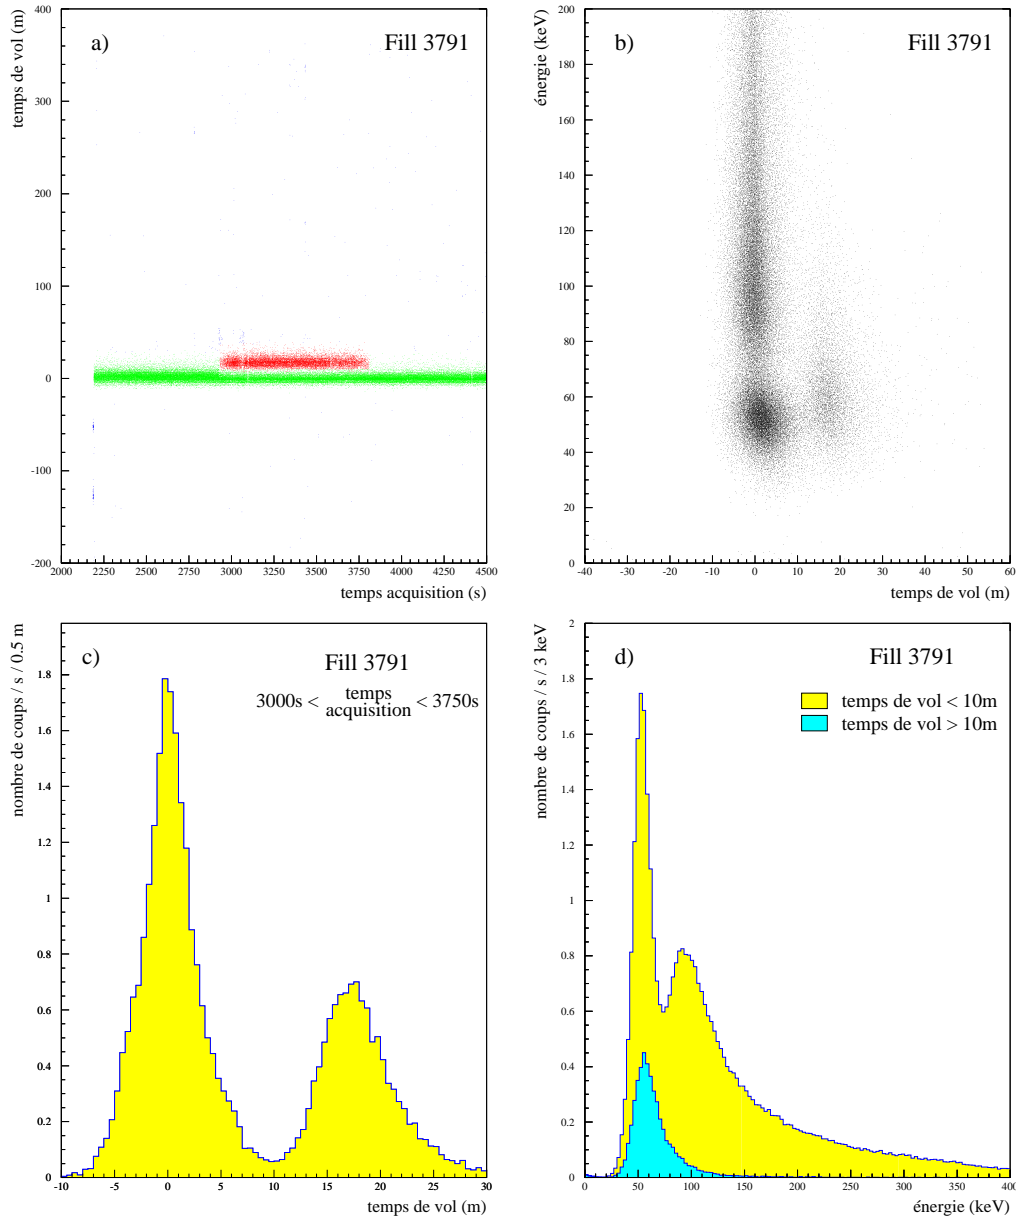 a)
Fill 3791
temps de vol (m)
400
200
100
0
-100
-200
2000 2250 2500 2750 3000 3250 3500 3750 4000 4250 4500
temps acquisition (s)
b)
Fill 3791
énergie (keV)
200
180
160
140
120
100
80
60
40
20
0
-40 -30 -20 -10 0 10 20 30 40 50 60
temps de vol (m)
c)
Fill 3791
3000s < temps acquisition < 3750s
nombre de coups / s / 0.5 m
1.8
1.6
1.4
1.2
1
0.8
0.6
0.4
0.2
0
-10 -5 0 5 10 15 20 25 30
temps de vol (m)
d)
Fill 3791
temps de vol < 10m
temps de vol > 10m
nombre de coups / s / 3 keV
2
1.8
1.6
1.4
1.2
1
0.8
0.6
0.4
0.2
0
0 50 100 150 200 250 300 350 400
énergie (keV)